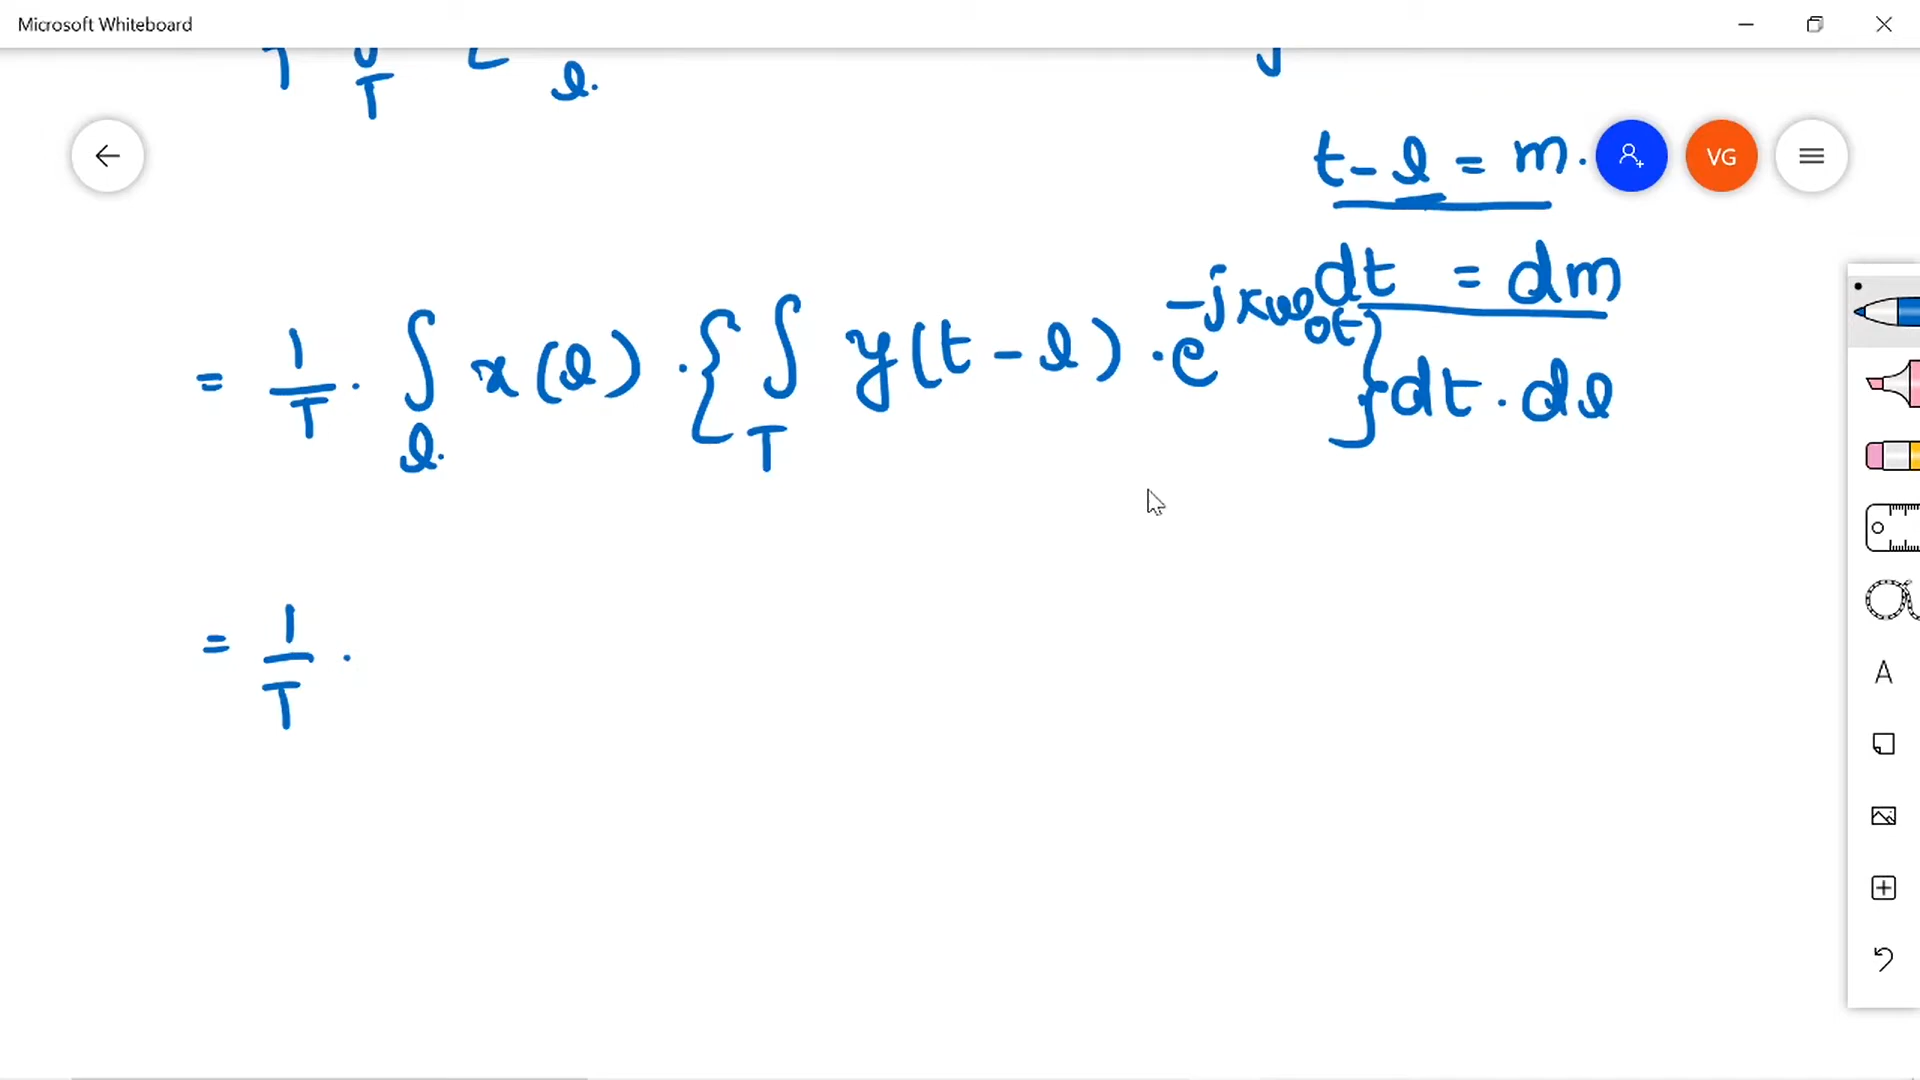 Microsoft Whiteboard
T l.
t - l = m.
VG
dt = dm
= 1/T · ∫_l. x(l) · { ∫_T y(t - l) · e^{-jkω₀t} } dt · dl
= 1/T ·
A